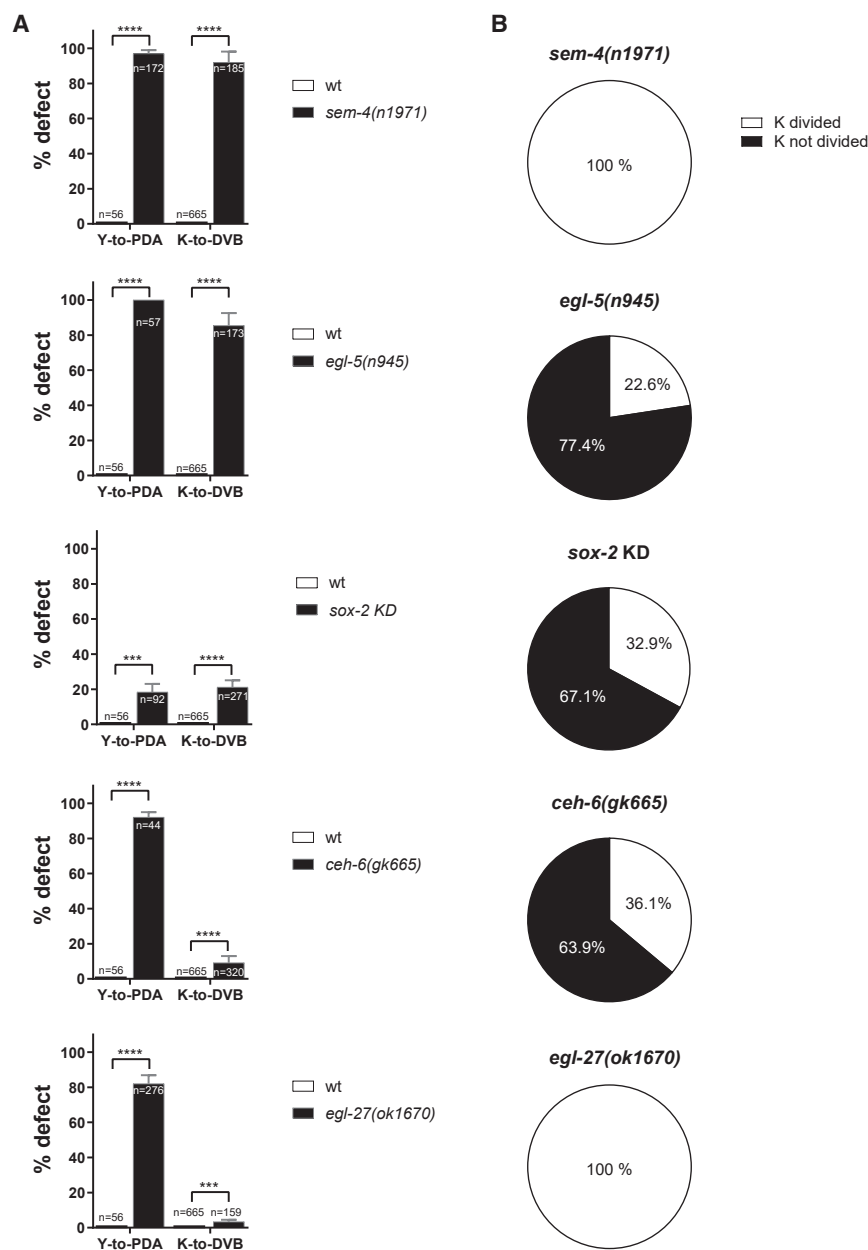 A
% defect
100
80
60
40
20
0
****
****
n=172
n=185
n=56
n=665
Y-to-PDA
K-to-DVB
wt
sem-4(n1971)
% defect
100
80
60
40
20
0
****
****
n=57
n=173
n=56
n=665
Y-to-PDA
K-to-DVB
wt
egl-5(n945)
% defect
100
80
60
40
20
0
***
****
n=92
n=271
n=56
n=665
Y-to-PDA
K-to-DVB
wt
sox-2 KD
% defect
100
80
60
40
20
0
****
****
n=44
n=320
n=56
n=665
Y-to-PDA
K-to-DVB
wt
ceh-6(gk665)
% defect
100
80
60
40
20
0
****
***
n=276
n=56
n=665
n=159
Y-to-PDA
K-to-DVB
wt
egl-27(ok1670)
B
sem-4(n1971)
100 %
K divided
K not divided
egl-5(n945)
22.6%
77.4%
sox-2 KD
32.9%
67.1%
ceh-6(gk665)
36.1%
63.9%
egl-27(ok1670)
100 %